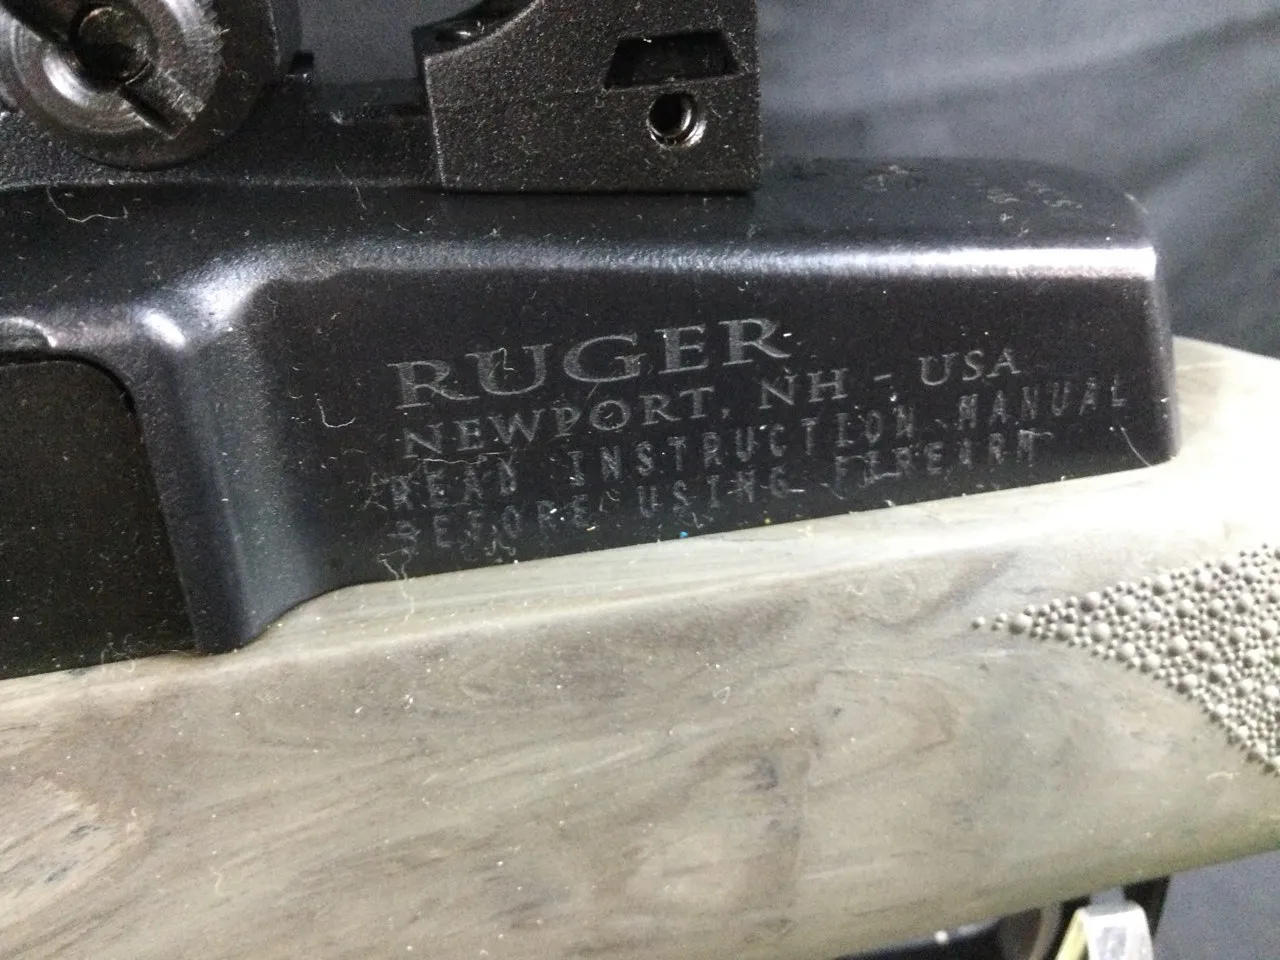 RUGER
NEWPORT, NH - USA
READ INSTRUCTION MANUAL
BEFORE USING FIREARM